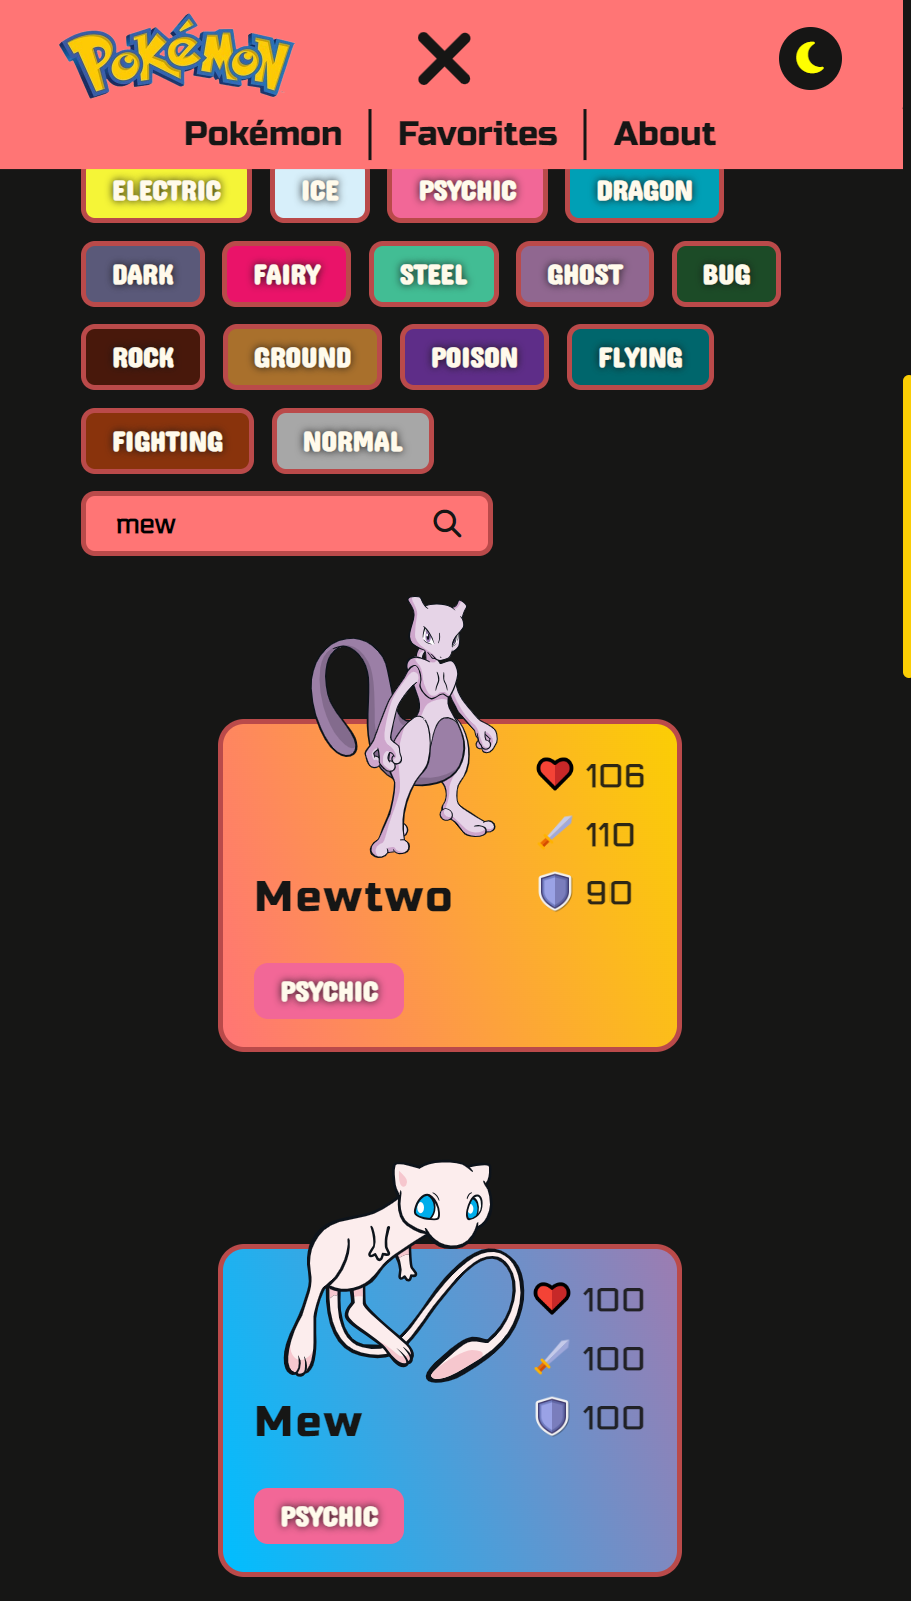 Pokémon
Pokémon Favorites About
ELECTRIC ICE PSYCHIC DRAGON
DARK FAIRY STEEL GHOST BUG
ROCK GROUND POISON FLYING
FIGHTING NORMAL
mew
106
110
90
Mewtwo
PSYCHIC
100
100
100
Mew
PSYCHIC